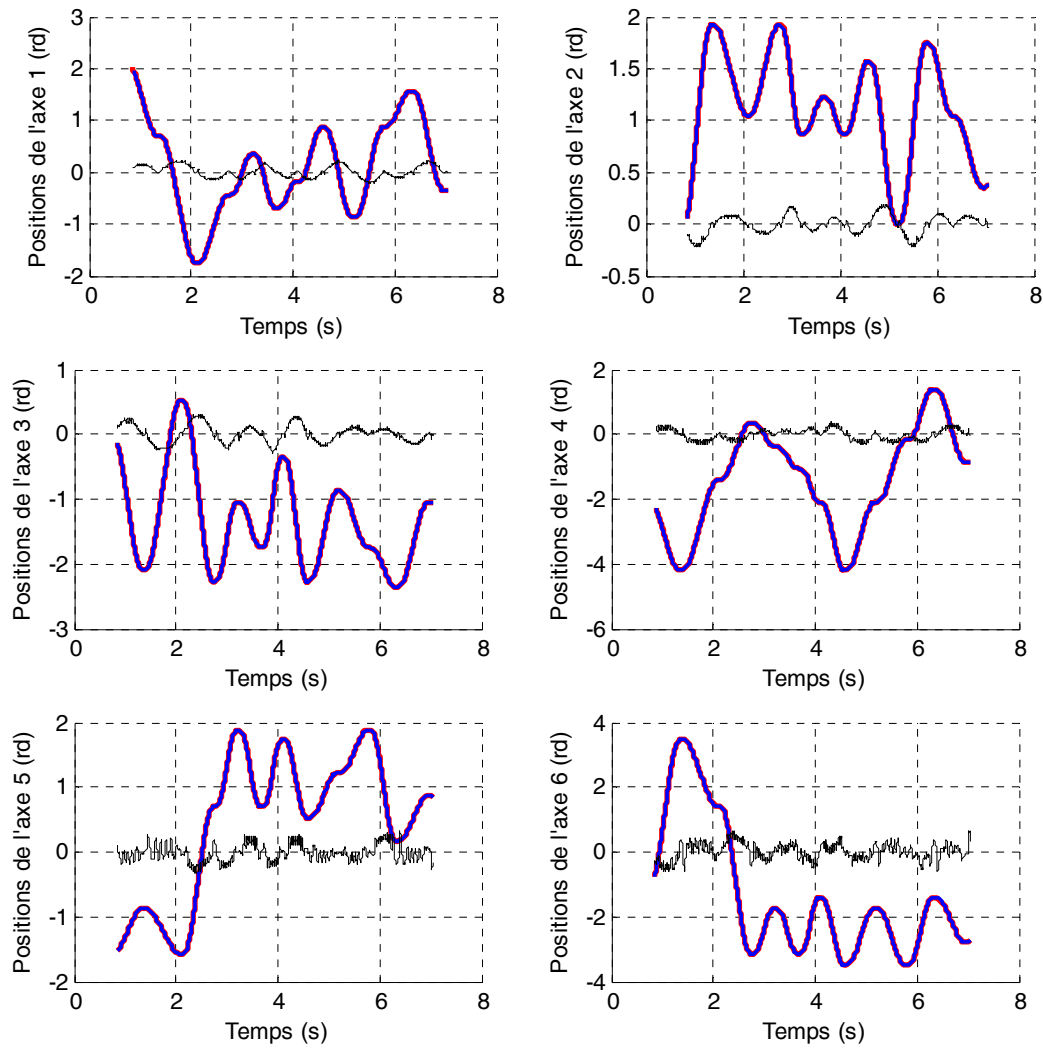 Positions de l'axe 1 (rd)
3
2
1
0
-1
-2
0 2 4 6 8
Temps (s)
Positions de l'axe 2 (rd)
2
1.5
1
0.5
0
-0.5
0 2 4 6 8
Temps (s)
Positions de l'axe 3 (rd)
1
0
-1
-2
-3
0 2 4 6 8
Temps (s)
Positions de l'axe 4 (rd)
2
0
-2
-4
-6
0 2 4 6 8
Temps (s)
Positions de l'axe 5 (rd)
2
1
0
-1
-2
0 2 4 6 8
Temps (s)
Positions de l'axe 6 (rd)
4
2
0
-2
-4
0 2 4 6 8
Temps (s)